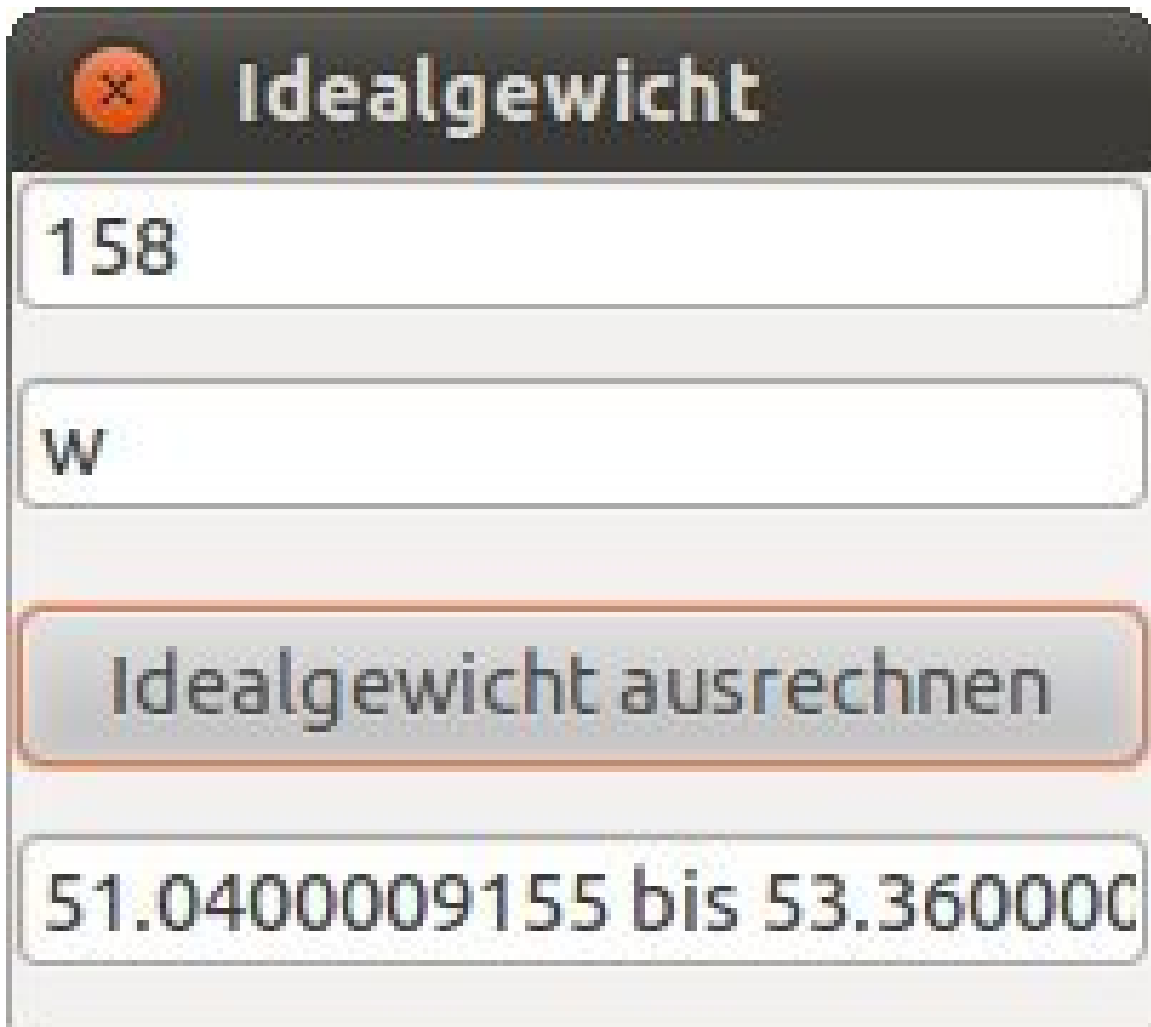 Idealgewicht
158
w
Idealgewicht ausrechnen
51.0400009155 bis 53.360000